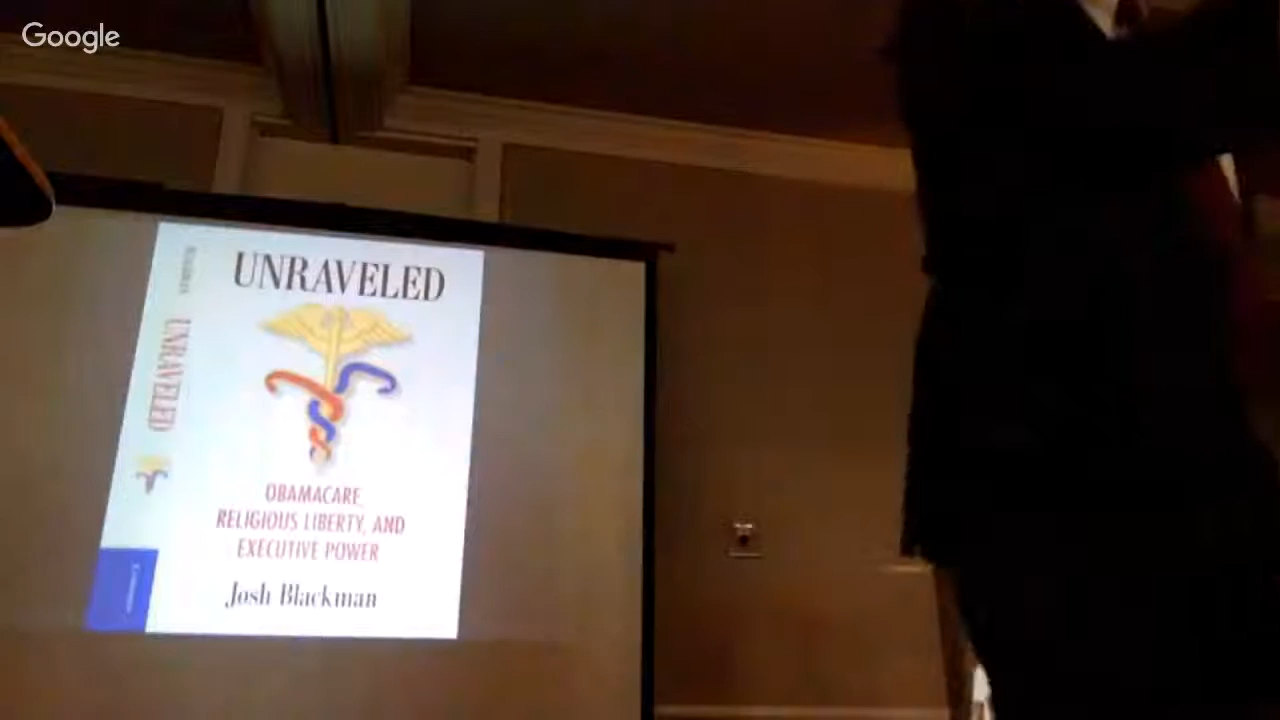 Google
UNRAVELED
UNRAVELED
OBAMACARE,
RELIGIOUS LIBERTY, AND
EXECUTIVE POWER
Josh Blackman